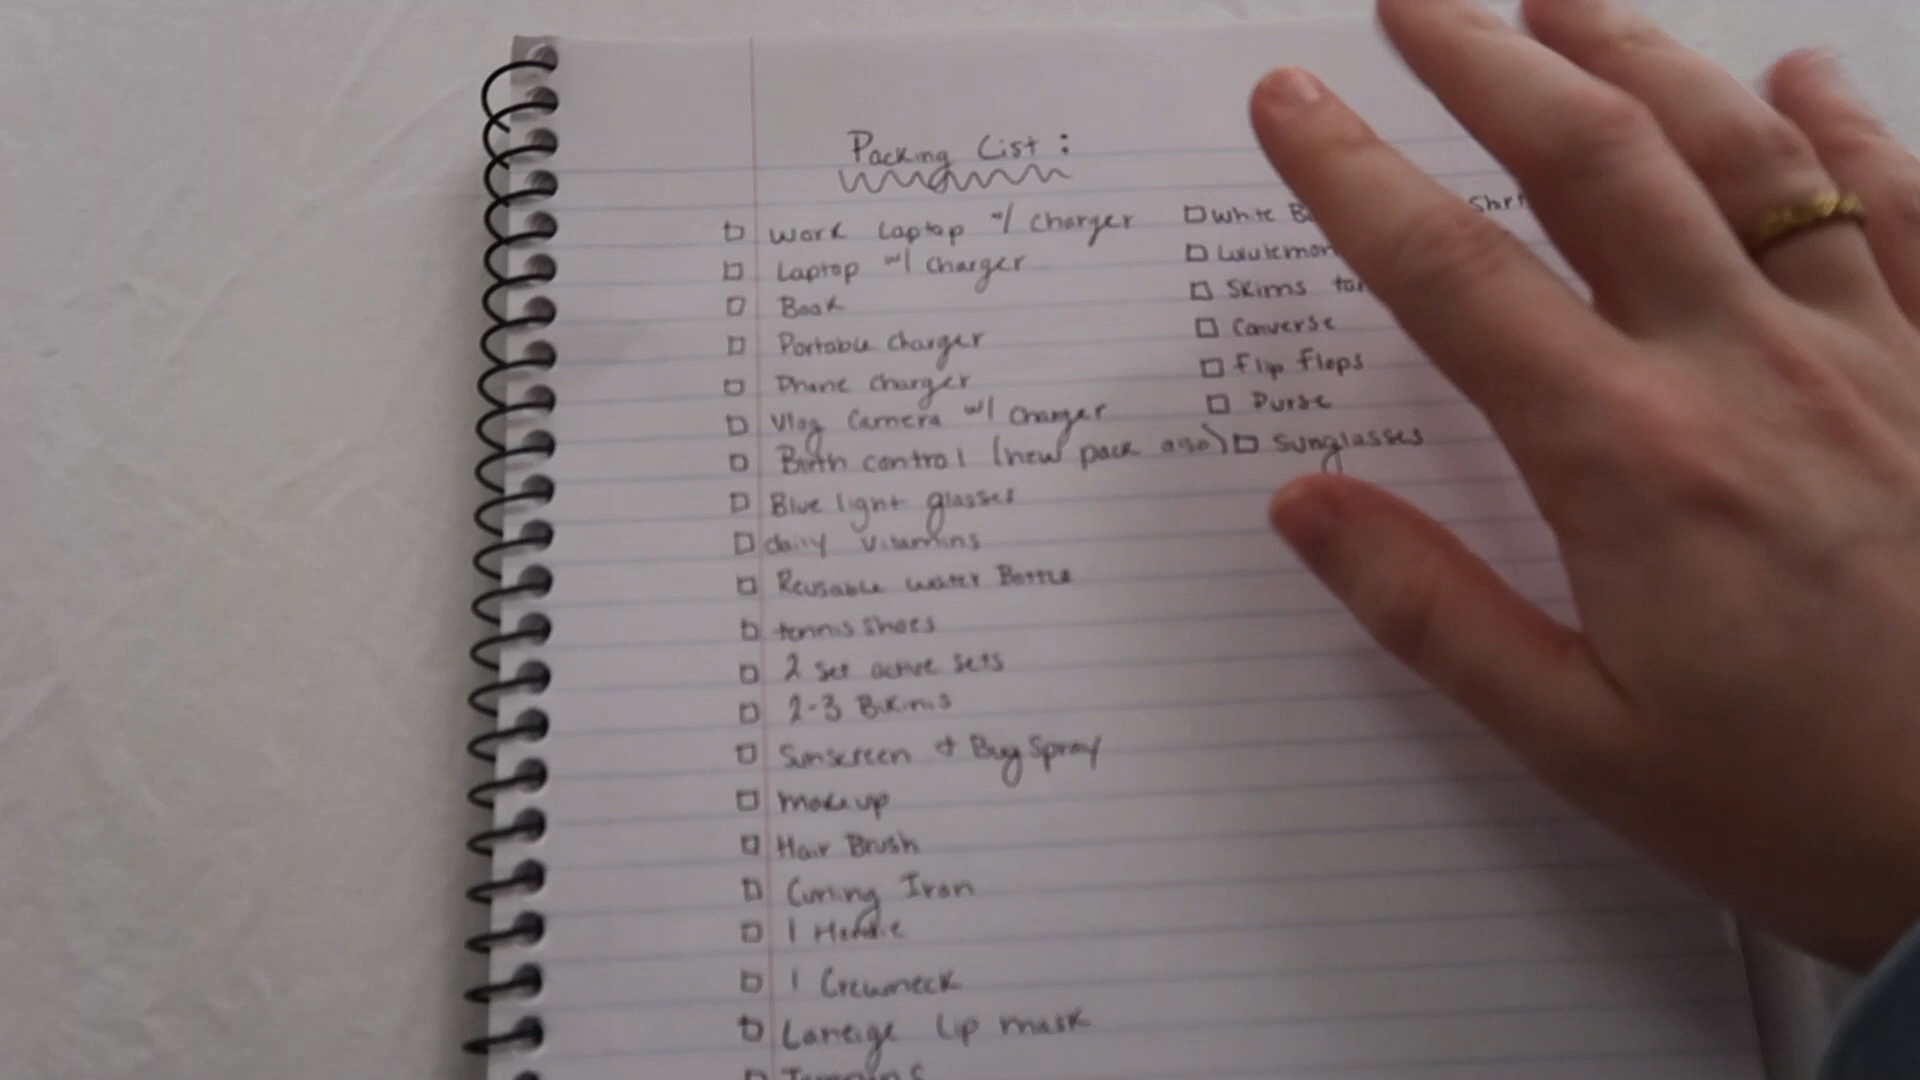 Packing List:
Work Laptop w/ charger
Laptop w/ charger
Book
Portable charger
Phone charger
Vlog Camera w/ Charger
Birth control (new pack also)
Blue light glasses
daily vitamins
Reusable water Bottle
tennis shoes
2 set active sets
2-3 Bikinis
Sunscreen + Bug Spray
makeup
Hair Brush
Curling Iron
1 Hoodie
1 Crewneck
Laneige Lip mask
White
Lululemon
Skims
Converse
Flip Flops
Purse
Sunglasses